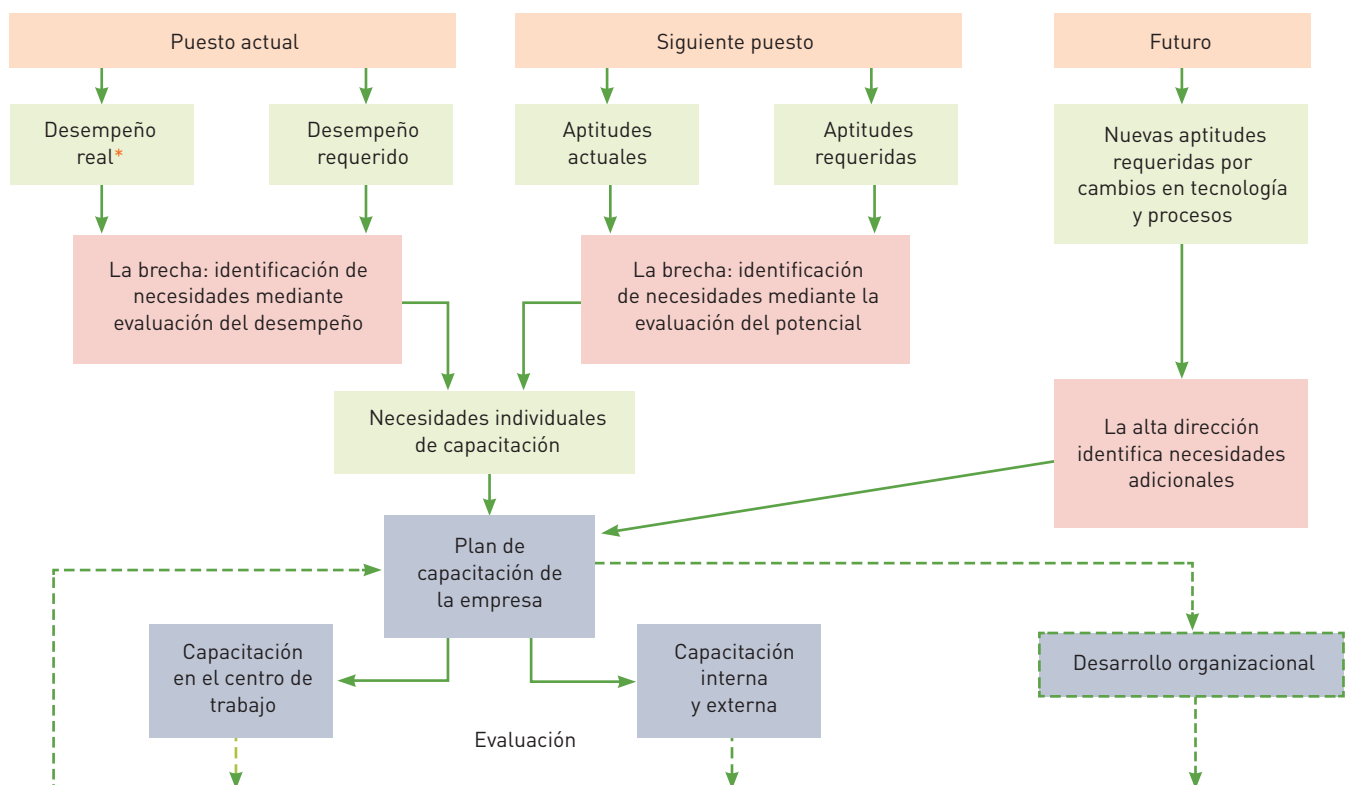 Puesto actual
Siguiente puesto
Futuro
Desempeño
real*
Desempeño
requerido
Aptitudes
actuales
Aptitudes
requeridas
Nuevas aptitudes
requeridas por
cambios en tecnología
y procesos
La brecha: identificación de
necesidades mediante
evaluación del desempeño
La brecha: identificación
de necesidades mediante la
evaluación del potencial
Necesidades individuales
de capacitación
La alta dirección
identifica necesidades
adicionales
Plan de
capacitación de
la empresa
Capacitación
en el centro de
trabajo
Capacitación
interna
y externa
Desarrollo organizacional
Evaluación